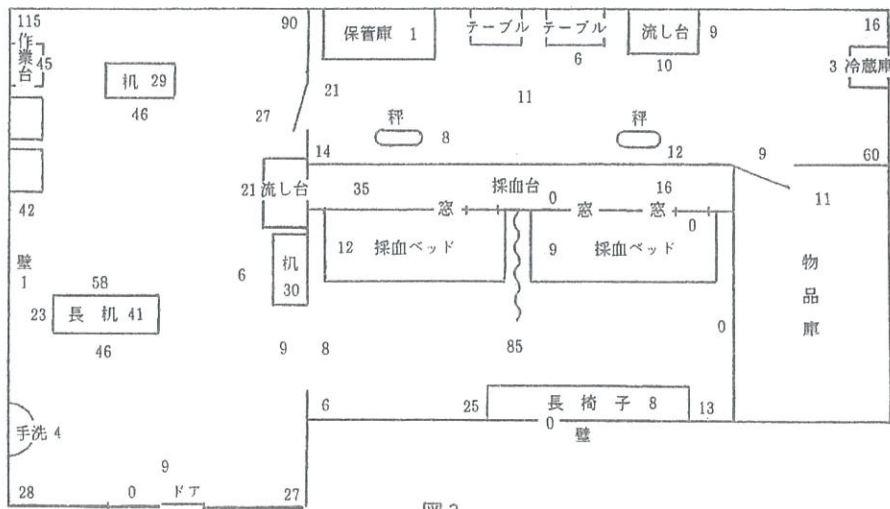 115 90 16
作業台 45
机 29
46
27
保管庫 1
テーブル テーブル
6
流し台 9
10
3 冷蔵庫
21
11
秤 8 秤
14 12 9 60
21 流し台
35 採血台 16
0
11
42
窓 窓 窓
0
12 採血ベッド 9 採血ベッド
壁
1
6
机
30
物品庫
58
23 長机 41
46
0
9 8 85
6 25 長椅子 8 13
0
壁
手洗 4
9
28 0 ドア 27
図2